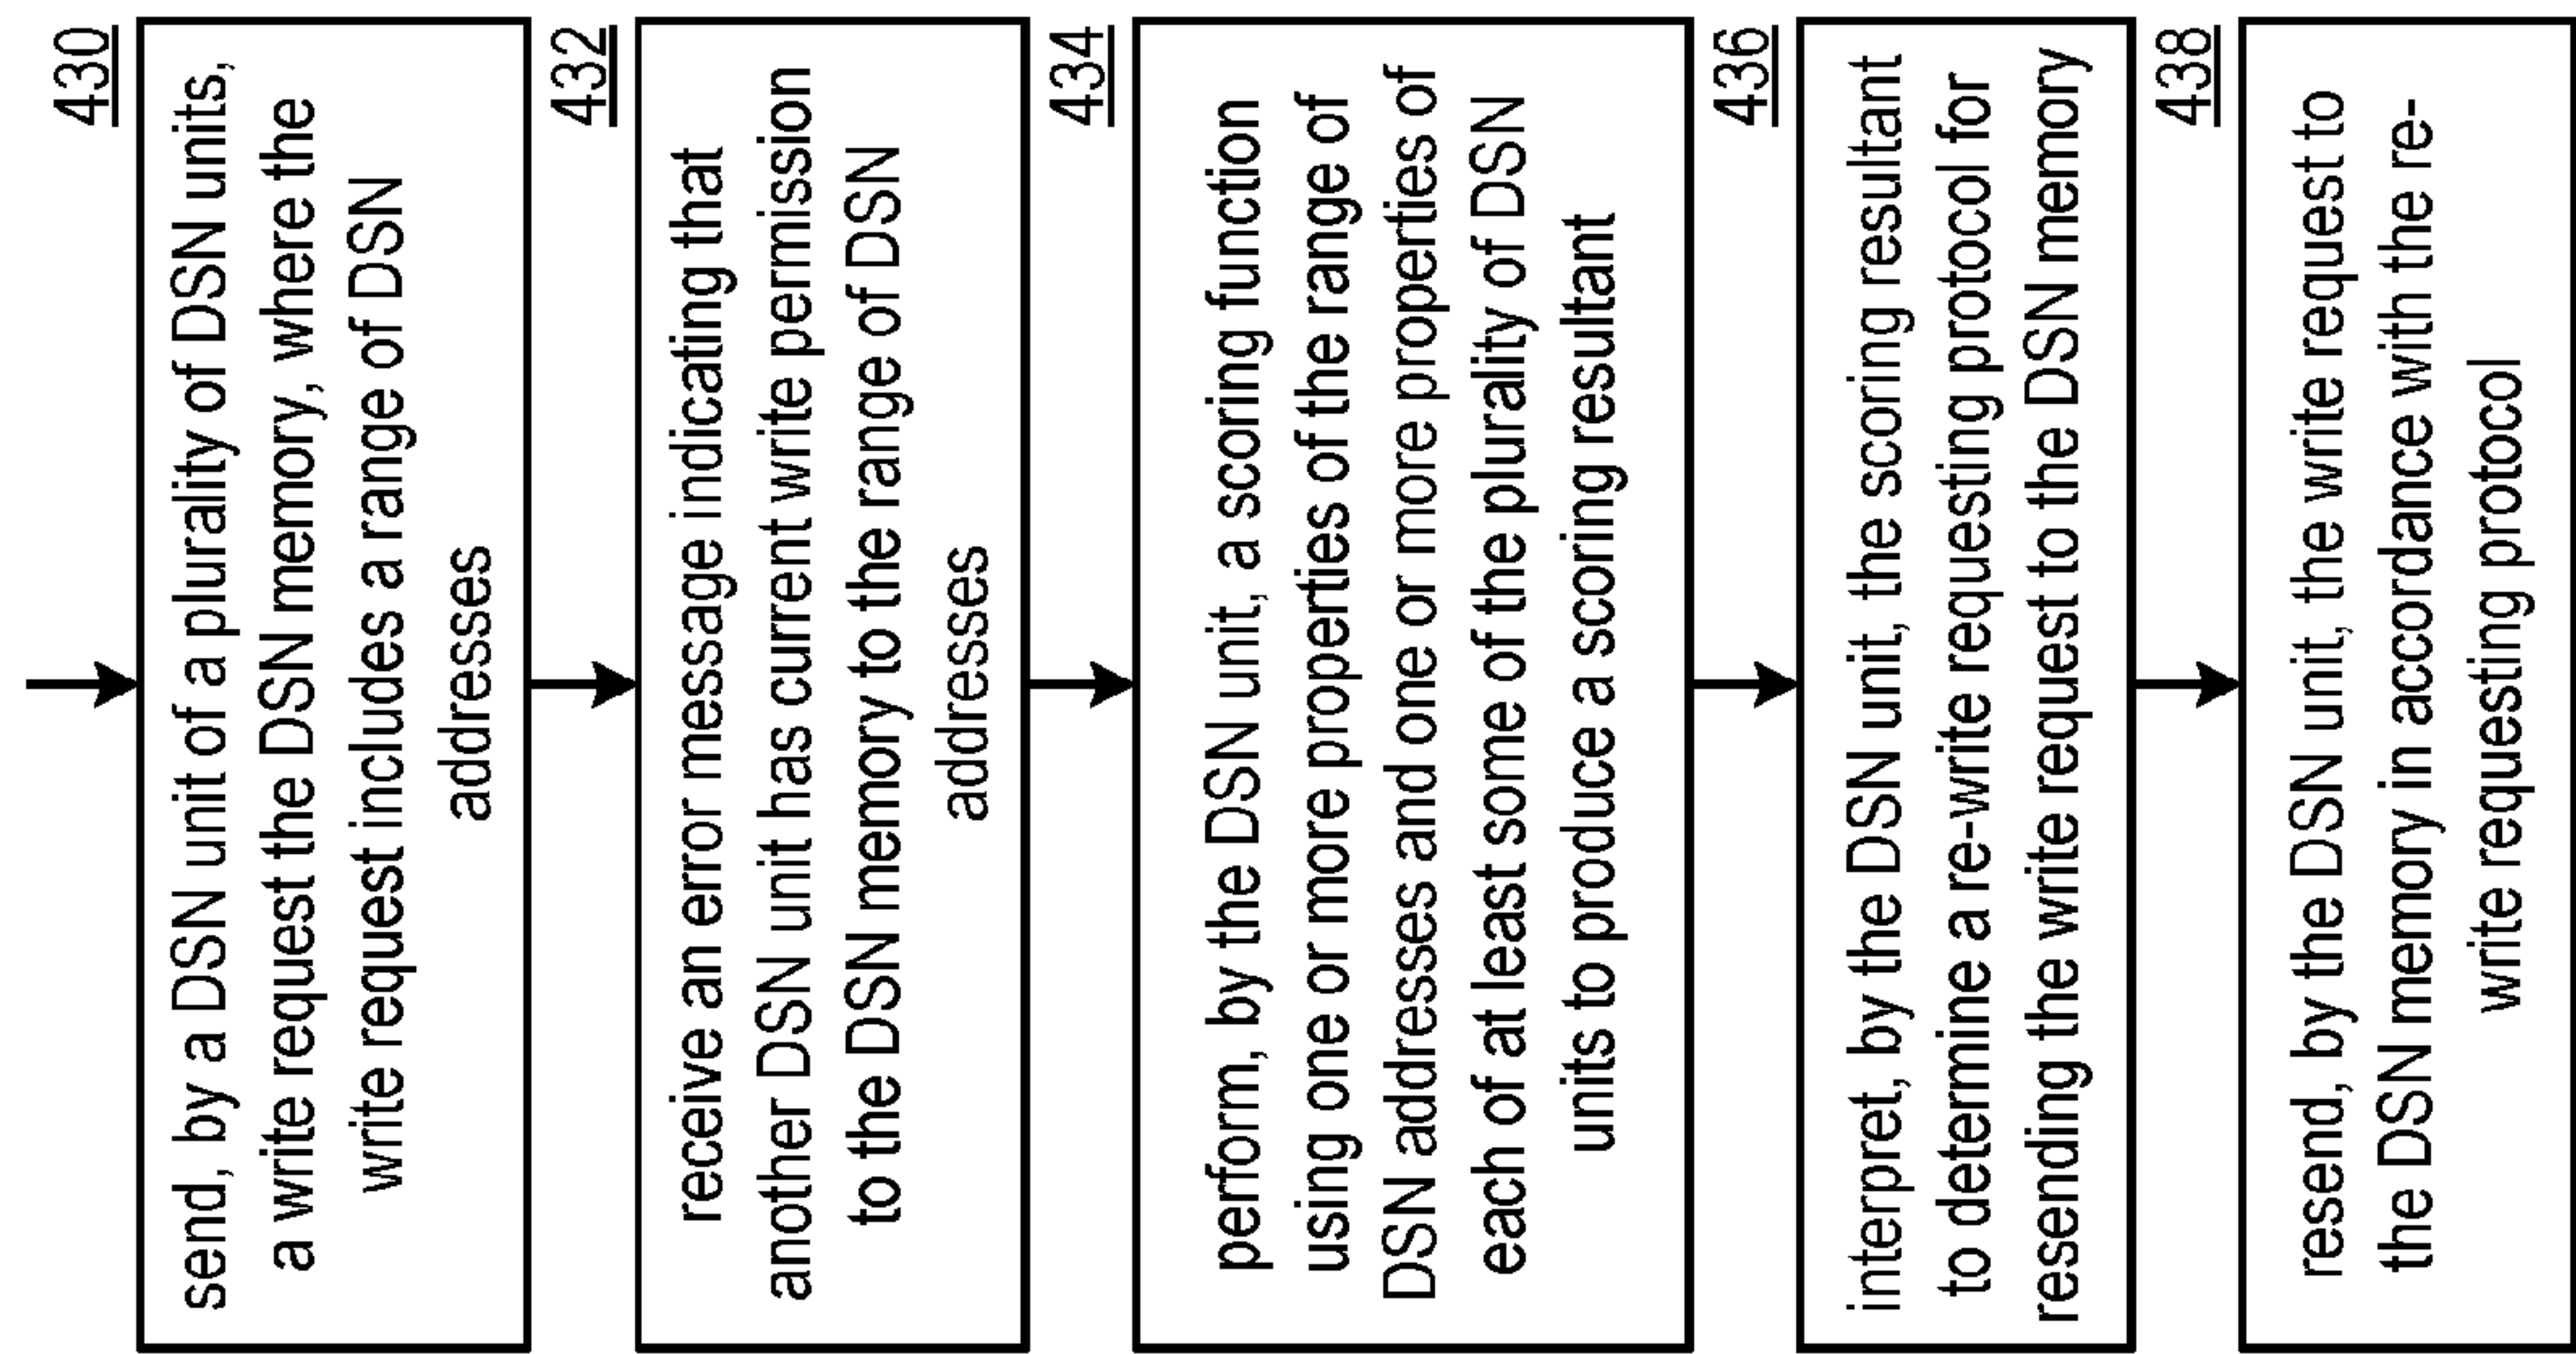 430
send, by a DSN unit of a plurality of DSN units,
a write request the DSN memory, where the
write request includes a range of DSN
addresses
432
receive an error message indicating that
another DSN unit has current write permission
to the DSN memory to the range of DSN
addresses
434
perform, by the DSN unit, a scoring function
using one or more properties of the range of
DSN addresses and one or more properties of
each of at least some of the plurality of DSN
units to produce a scoring resultant
436
interpret, by the DSN unit, the scoring resultant
to determine a re-write requesting protocol for
resending the write request to the DSN memory
438
resend, by the DSN unit, the write request to
the DSN memory in accordance with the re-
write requesting protocol